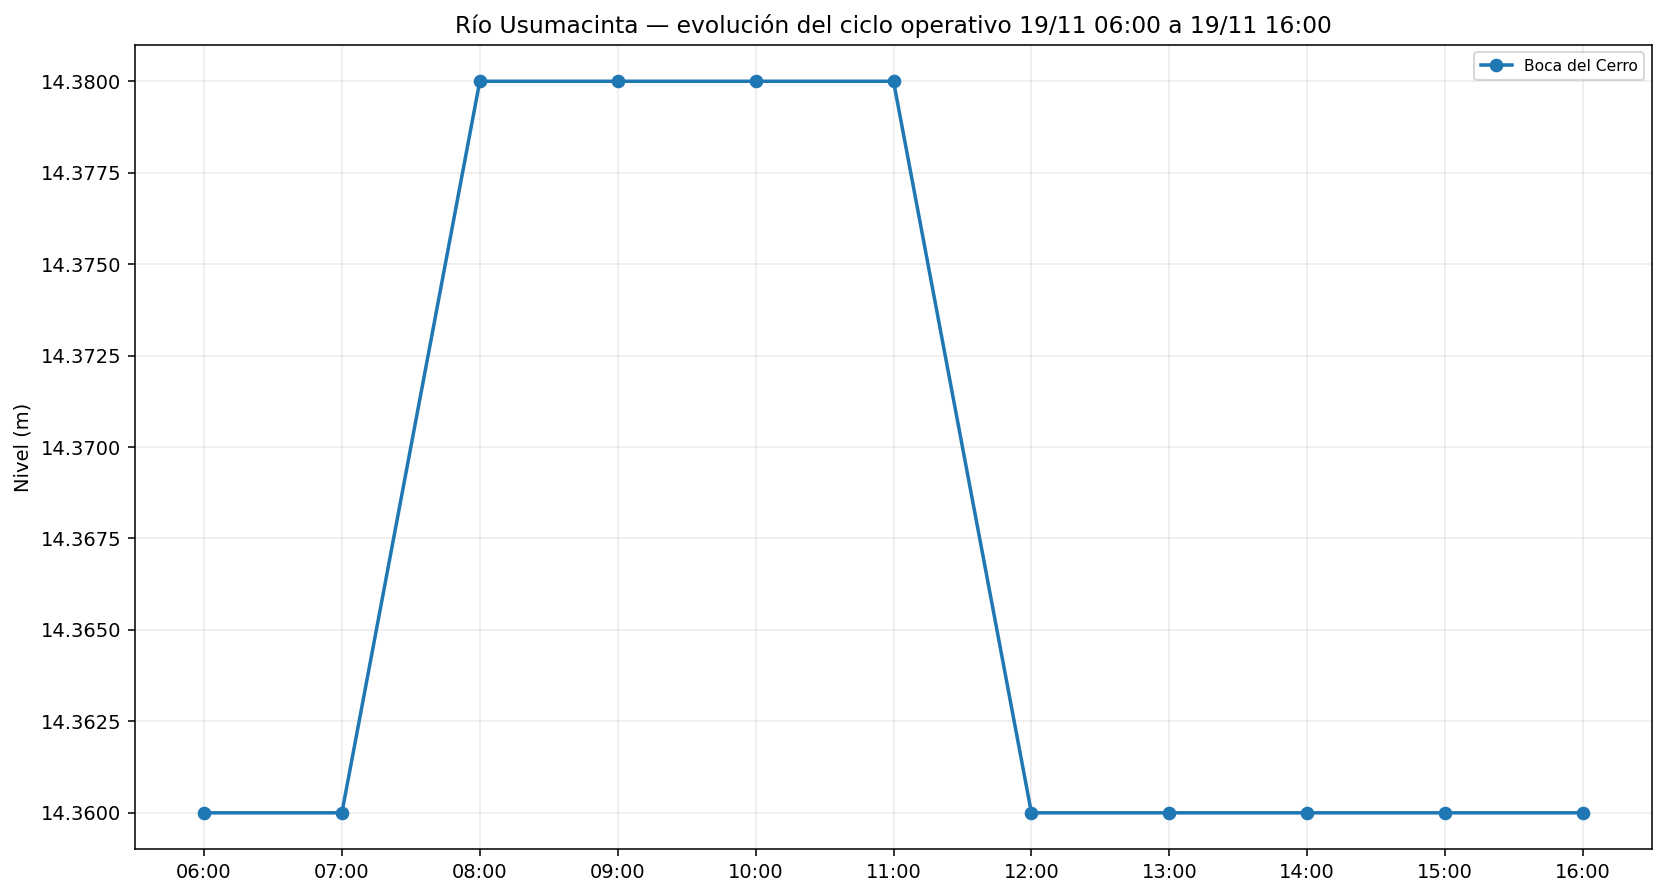 Río Usumacinta — evolución del ciclo operativo 19/11 06:00 a 19/11 16:00
Boca del Cerro
14.3800
14.3775
14.3750
14.3725
14.3700
14.3675
14.3650
14.3625
14.3600
Nivel (m)
06:00 07:00 08:00 09:00 10:00 11:00 12:00 13:00 14:00 15:00 16:00